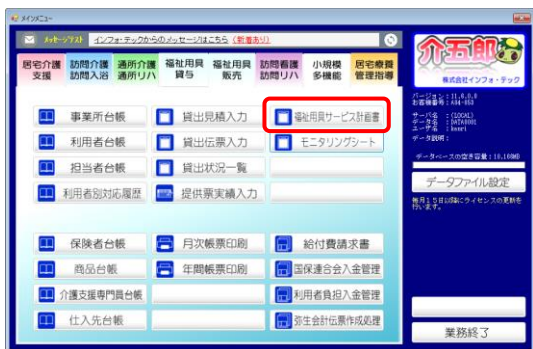 メインメニュー
メッセージリスト インフォ・テックからのメッセージはこちら (新着あり)
居宅介護支援 訪問介護訪問入浴 通所介護通所リハ 福祉用具貸与 福祉用具販売 訪問看護訪問リハ 小規模多機能 居宅療養管理指導
介五郎
株式会社インフォ・テック
事業所台帳 貸出見積入力 福祉用具サービス計画書
利用者台帳 貸出伝票入力 モニタリングシート
担当者台帳 貸出状況一覧
利用者別対応履歴 提供票実績入力
保険者台帳 月次帳票印刷 給付費請求書
商品台帳 年間帳票印刷 国保連合会入金管理
介護支援専門員台帳 利用者負担入金管理
仕入先台帳 弥生会計伝票作成処理
バージョン:11.0.0.0
お客様番号:
サーバ名 :(LOCAL)
データ名 :DATA0001
ユーザ名 :kaori
データ説明:
データベースの空き容量:10,160MB
データファイル設定
毎月15日以降にライセンスの更新を行います。
業務終了